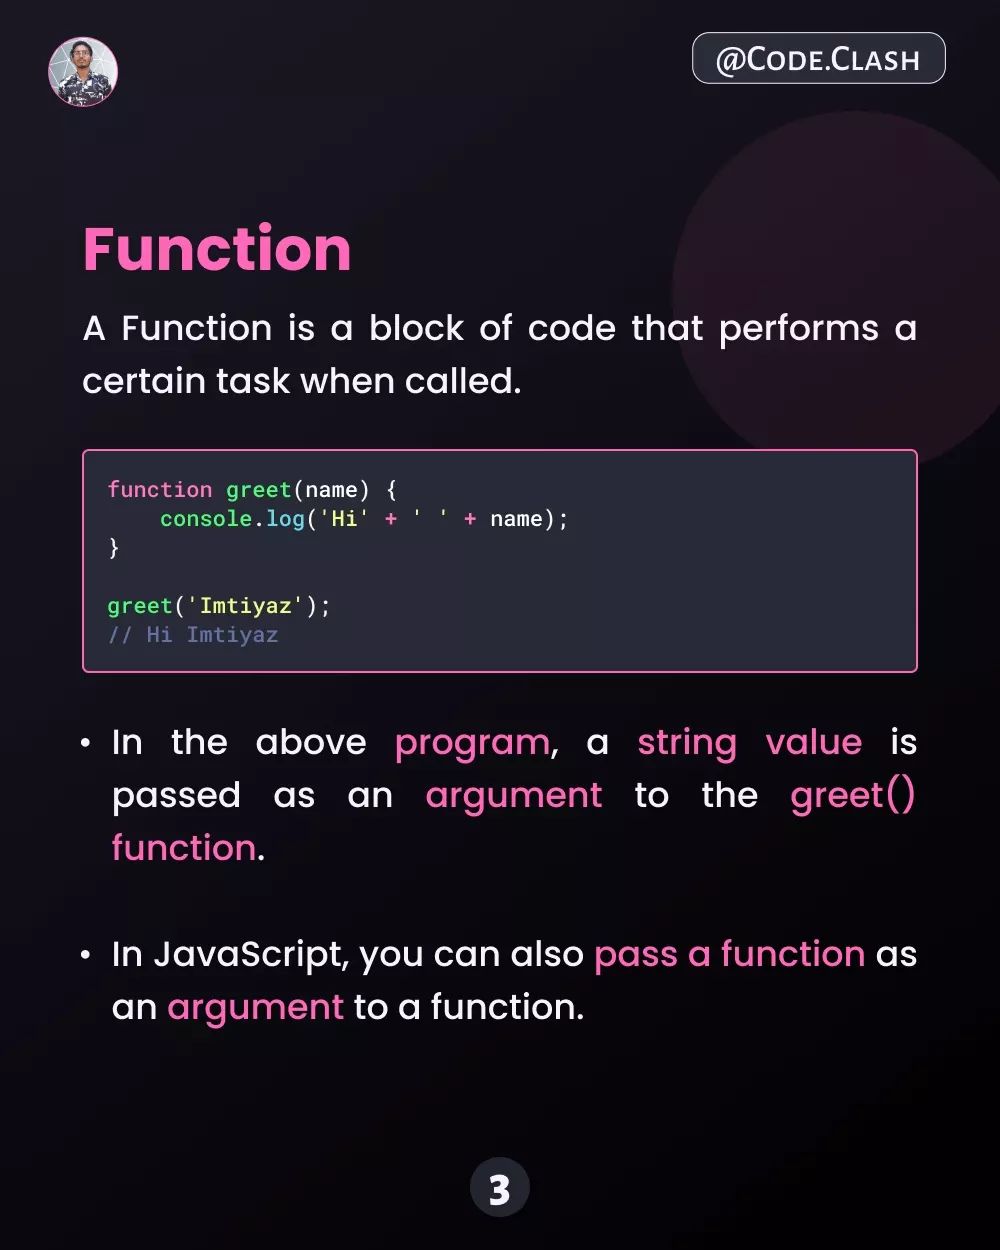 @Code.Clash
Function
A Function is a block of code that performs a
certain task when called.
function greet(name) {
    console.log('Hi' + ' ' + name);
}
greet('Imtiyaz');
// Hi Imtiyaz
• In the above program, a string value is
passed as an argument to the greet()
function.
• In JavaScript, you can also pass a function as
an argument to a function.
3